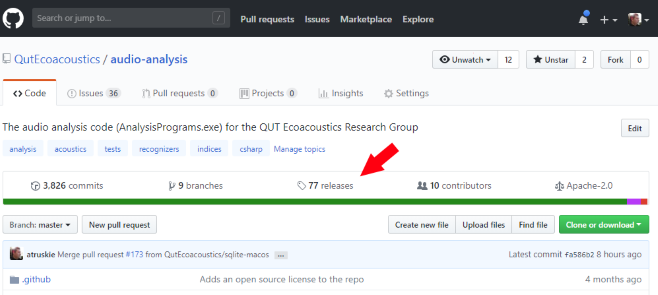 Search or jump to... / Pull requests Issues Marketplace Explore
QutEcoacoustics / audio-analysis Unwatch 12 Unstar 2 Fork 0
Code Issues 36 Pull requests 0 Projects 0 Insights Settings
The audio analysis code (AnalysisPrograms.exe) for the QUT Ecoacoustics Research Group Edit
analysis acoustics tests recognizers indices csharp Manage topics
3,826 commits 9 branches 77 releases 10 contributors Apache-2.0
Branch: master New pull request Create new file Upload files Find file Clone or download
atruskie Merge pull request #173 from QutEcoacoustics/sqlite-macos ... Latest commit fa586b2 8 hours ago
.github Adds an open source license to the repo 4 months ago